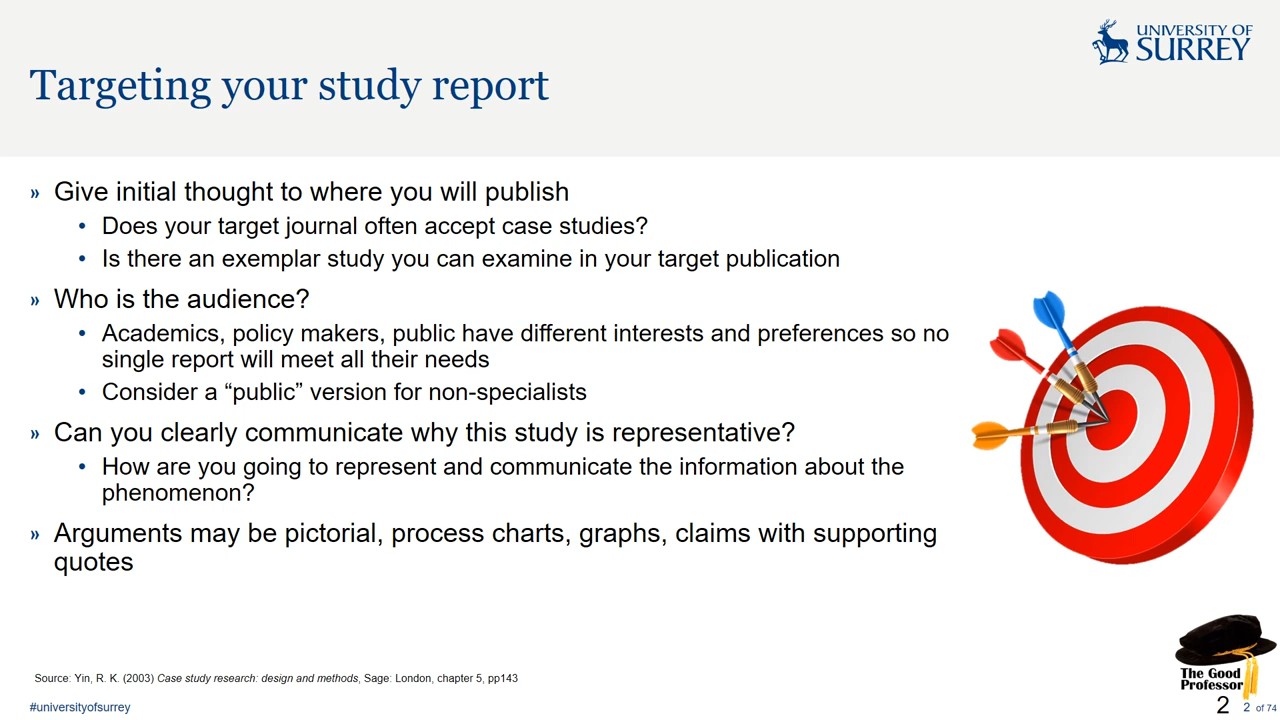 UNIVERSITY OF
SURREY
Targeting your study report
» Give initial thought to where you will publish
• Does your target journal often accept case studies?
• Is there an exemplar study you can examine in your target publication
» Who is the audience?
• Academics, policy makers, public have different interests and preferences so no
single report will meet all their needs
• Consider a “public” version for non-specialists
» Can you clearly communicate why this study is representative?
• How are you going to represent and communicate the information about the
phenomenon?
» Arguments may be pictorial, process charts, graphs, claims with supporting
quotes
Source: Yin, R. K. (2003) Case study research: design and methods, Sage: London, chapter 5, pp143
The Good
Professor
#universityofsurrey
2 2 of 74